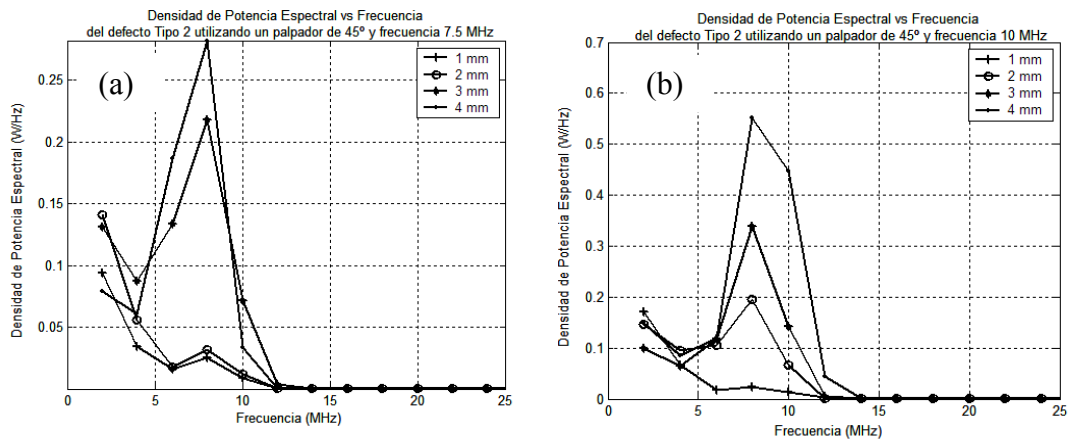 Densidad de Potencia Espectral vs Frecuencia
del defecto Tipo 2 utilizando un palpador de 45º y frecuencia 7.5 MHz
(a)
1 mm
2 mm
3 mm
4 mm
Densidad de Potencia Espectral (W/Hz)
0.25
0.2
0.15
0.1
0.05
0 5 10 15 20 25
Frecuencia (MHz)
Densidad de Potencia Espectral vs Frecuencia
del defecto Tipo 2 utilizando un palpador de 45º y frecuencia 10 MHz
(b)
1 mm
2 mm
3 mm
4 mm
Densidad de Potencia Espectral (W/Hz)
0.7
0.6
0.5
0.4
0.3
0.2
0.1
0
0 5 10 15 20 25
Frecuencia (MHz)